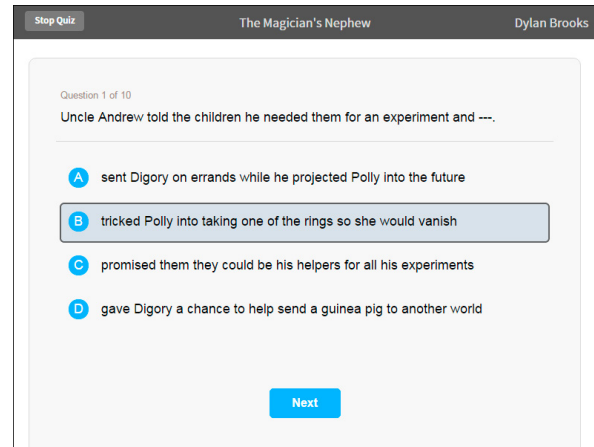 Stop Quiz
The Magician's Nephew
Dylan Brooks
Question 1 of 10
Uncle Andrew told the children he needed them for an experiment and ---.
A sent Digory on errands while he projected Polly into the future
B tricked Polly into taking one of the rings so she would vanish
C promised them they could be his helpers for all his experiments
D gave Digory a chance to help send a guinea pig to another world
Next